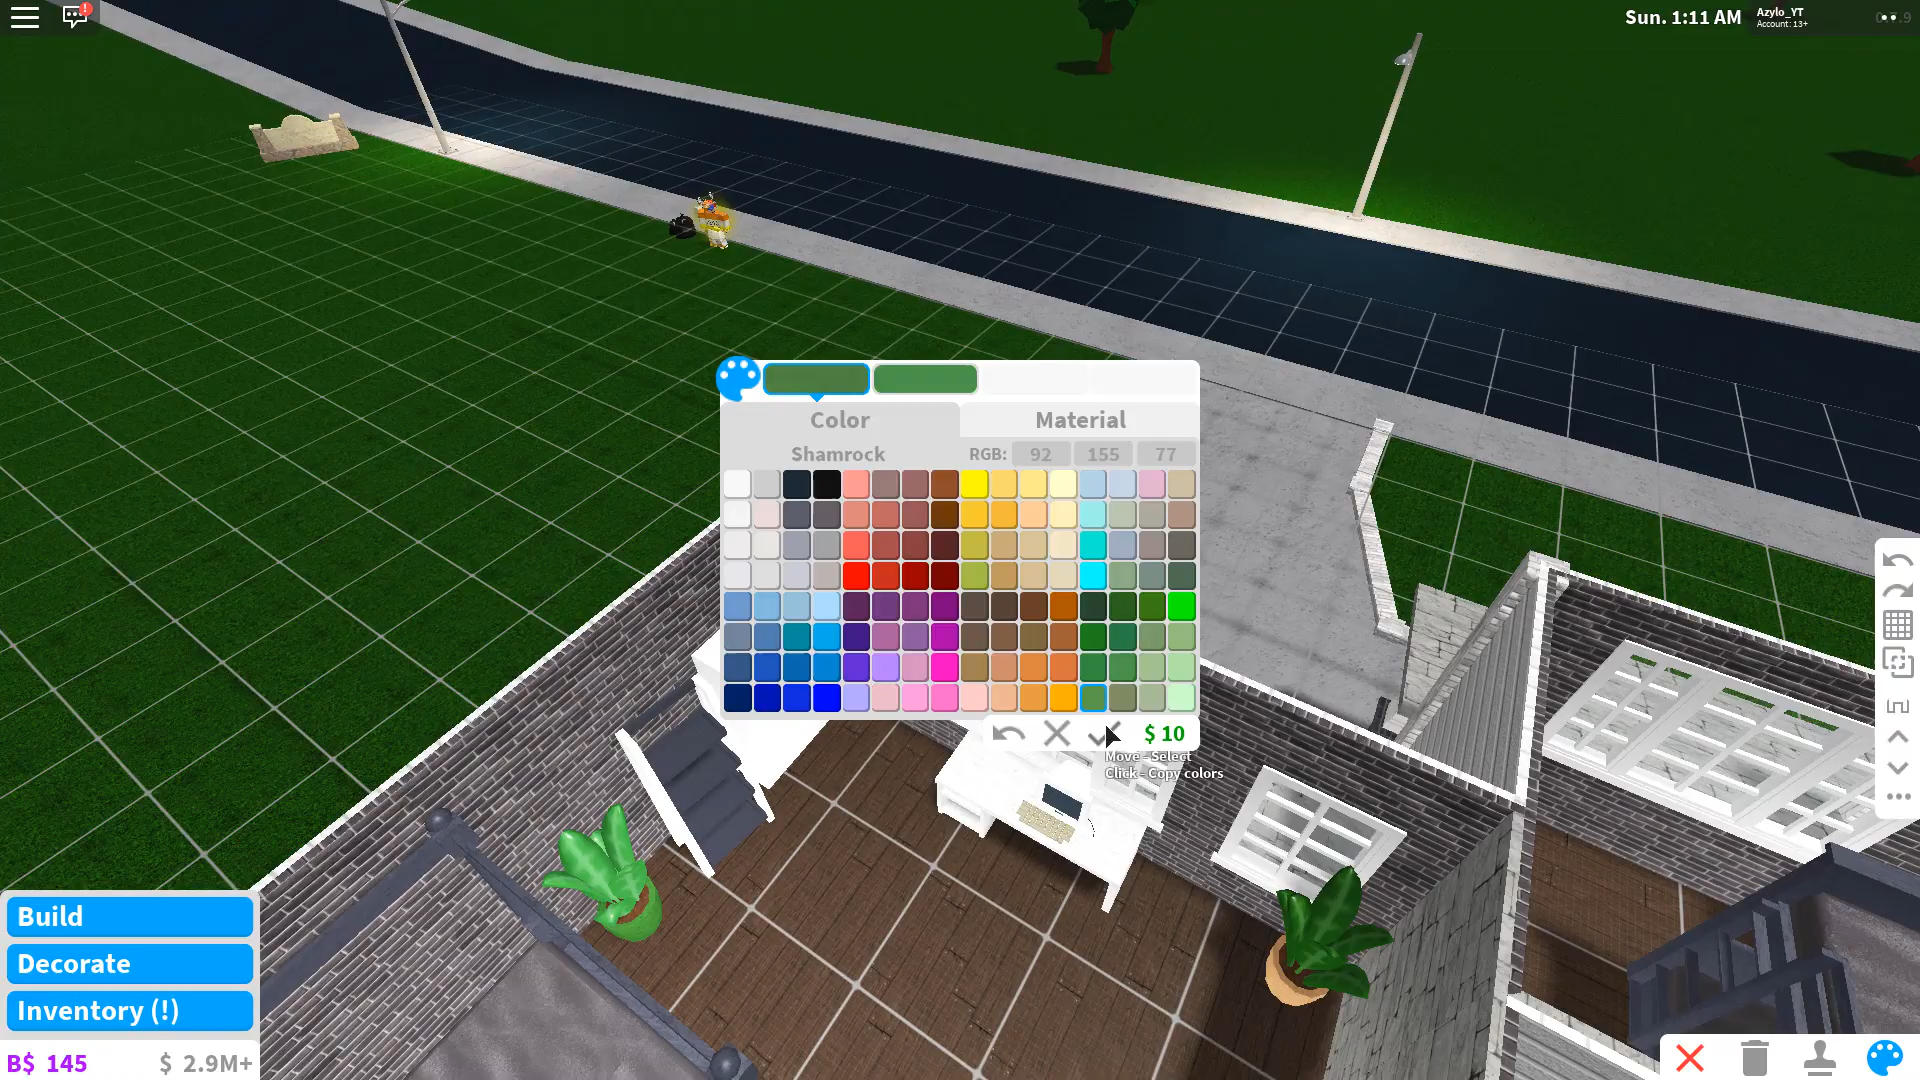 Sun. 1:11 AM
Azylo_YT
Account: 13+
Color
Material
Shamrock
RGB: 92 155 77
$ 10
Move - Select
Click - Copy colors
Build
Decorate
Inventory (!)
B$ 145
$ 2.9M+